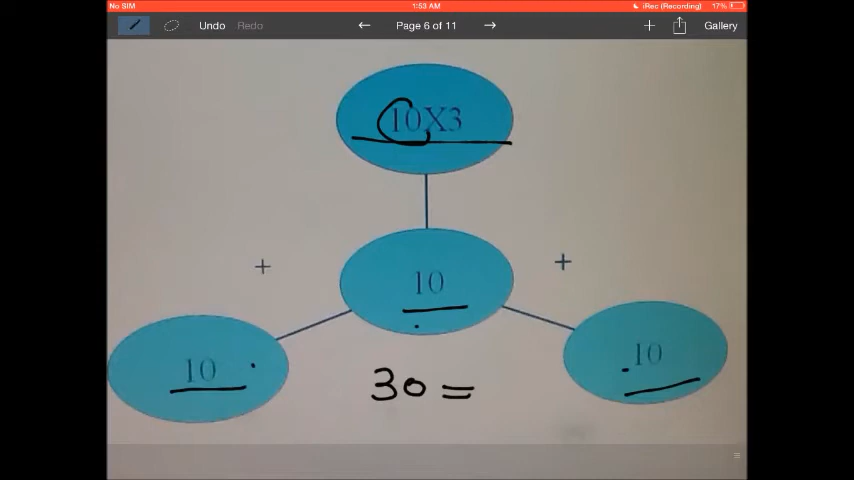 No SIM 1:53 AM iRec (Recording) 17%
Undo Redo ← Page 6 of 11 → + Gallery
10X3
+ +
10
10 10
30 =